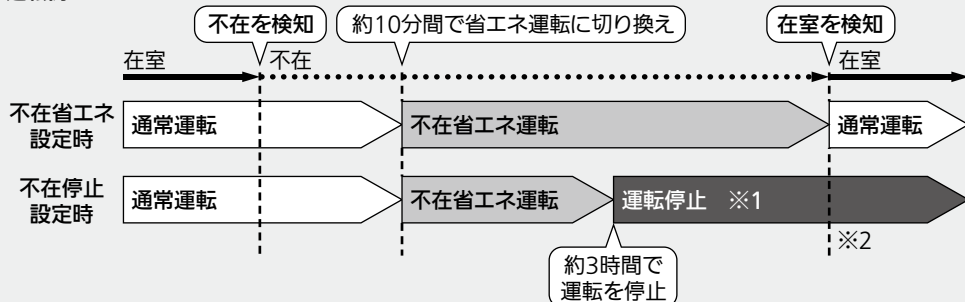 不在を検知
約10分間で省エネ運転に切り換え
在室を検知
在室
不在
在室
不在省エネ
設定時
通常運転
不在省エネ運転
通常運転
不在停止
設定時
通常運転
不在省エネ運転
運転停止 ※1
※2
約3時間で
運転を停止